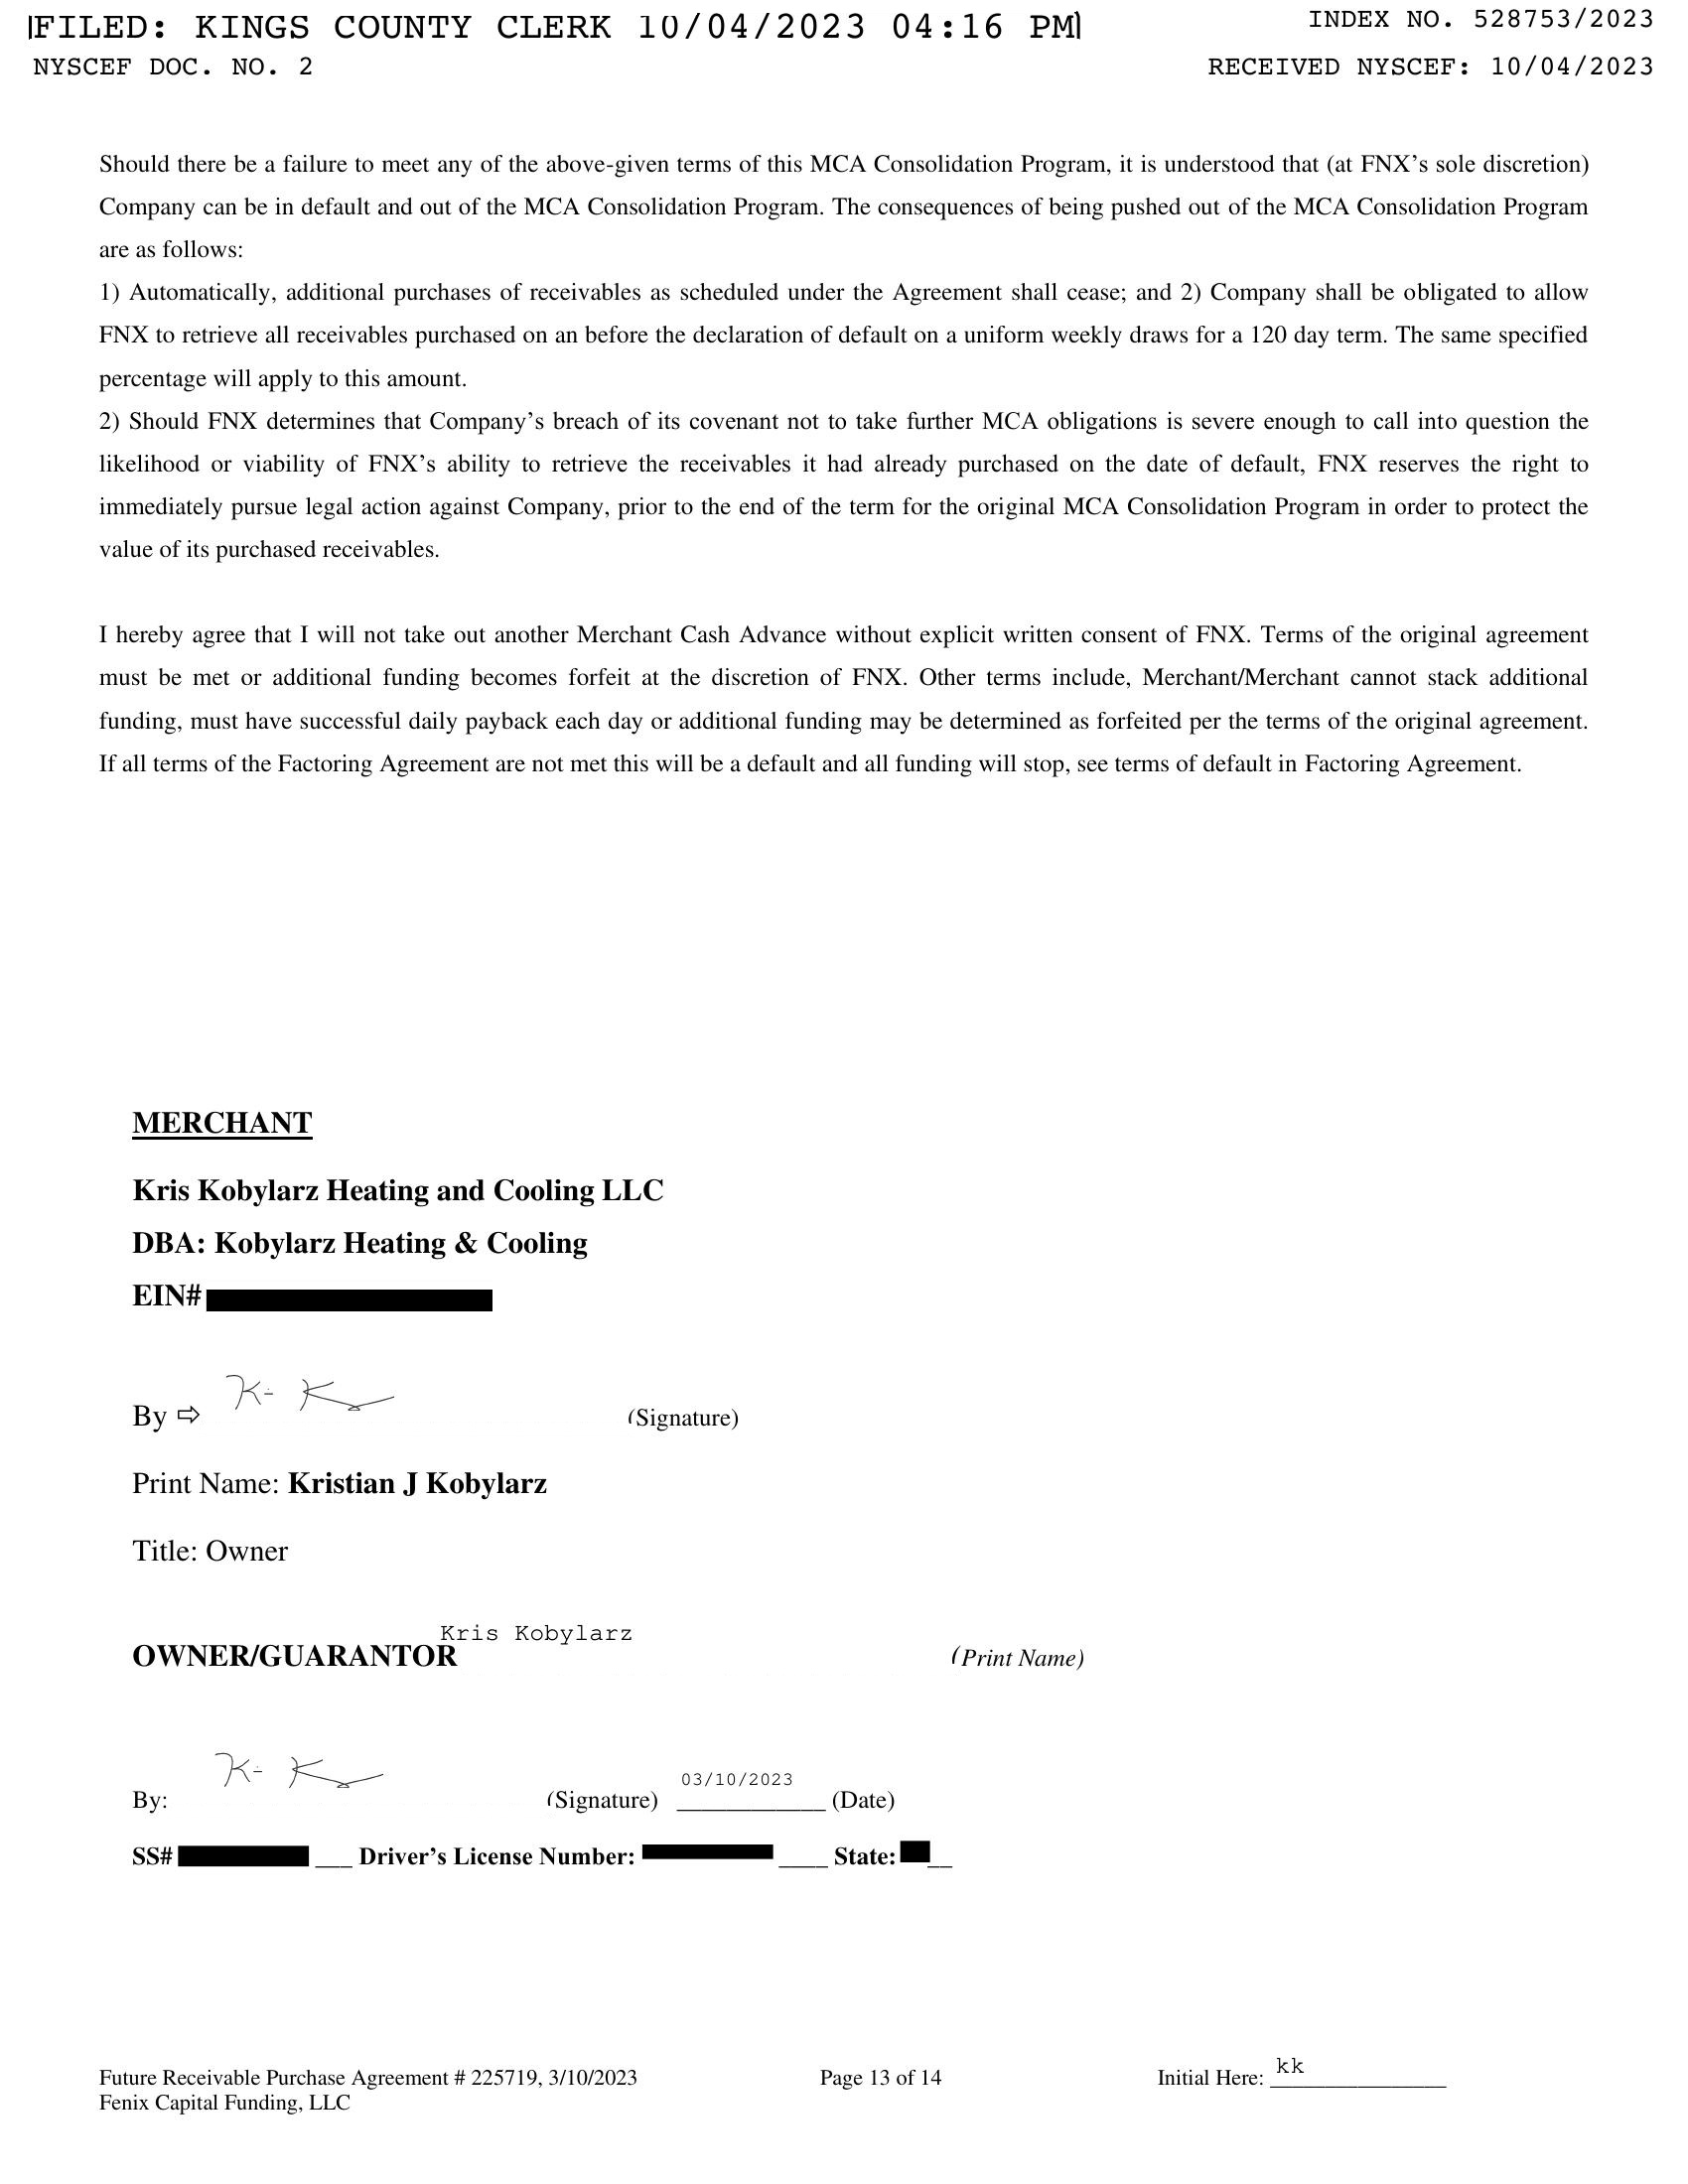 FILED: KINGS COUNTY CLERK 10/04/2023 04:16 PM
INDEX NO. 528753/2023
NYSCEF DOC. NO. 2
RECEIVED NYSCEF: 10/04/2023
Should there be a failure to meet any of the above-given terms of this MCA Consolidation Program, it is understood that (at FNX’s sole discretion)
Company can be in default and out of the MCA Consolidation Program. The consequences of being pushed out of the MCA Consolidation Program
are as follows:
1) Automatically, additional purchases of receivables as scheduled under the Agreement shall cease; and 2) Company shall be obligated to allow
FNX to retrieve all receivables purchased on an before the declaration of default on a uniform weekly draws for a 120 day term. The same specified
percentage will apply to this amount.
2) Should FNX determines that Company’s breach of its covenant not to take further MCA obligations is severe enough to call into question the
likelihood or viability of FNX’s ability to retrieve the receivables it had already purchased on the date of default, FNX reserves the right to
immediately pursue legal action against Company, prior to the end of the term for the original MCA Consolidation Program in order to protect the
value of its purchased receivables.
I hereby agree that I will not take out another Merchant Cash Advance without explicit written consent of FNX. Terms of the original agreement
must be met or additional funding becomes forfeit at the discretion of FNX. Other terms include, Merchant/Merchant cannot stack additional
funding, must have successful daily payback each day or additional funding may be determined as forfeited per the terms of the original agreement.
If all terms of the Factoring Agreement are not met this will be a default and all funding will stop, see terms of default in Factoring Agreement.
MERCHANT
Kris Kobylarz Heating and Cooling LLC
DBA: Kobylarz Heating & Cooling
EIN#
By ⇨ K- K (Signature)
Print Name: Kristian J Kobylarz
Title: Owner
OWNER/GUARANTOR Kris Kobylarz (Print Name)
By: K- K (Signature) 03/10/2023 (Date)
SS# ___ Driver’s License Number: ____ State: __
Future Receivable Purchase Agreement # 225719, 3/10/2023 Page 13 of 14 Initial Here: kk
Fenix Capital Funding, LLC